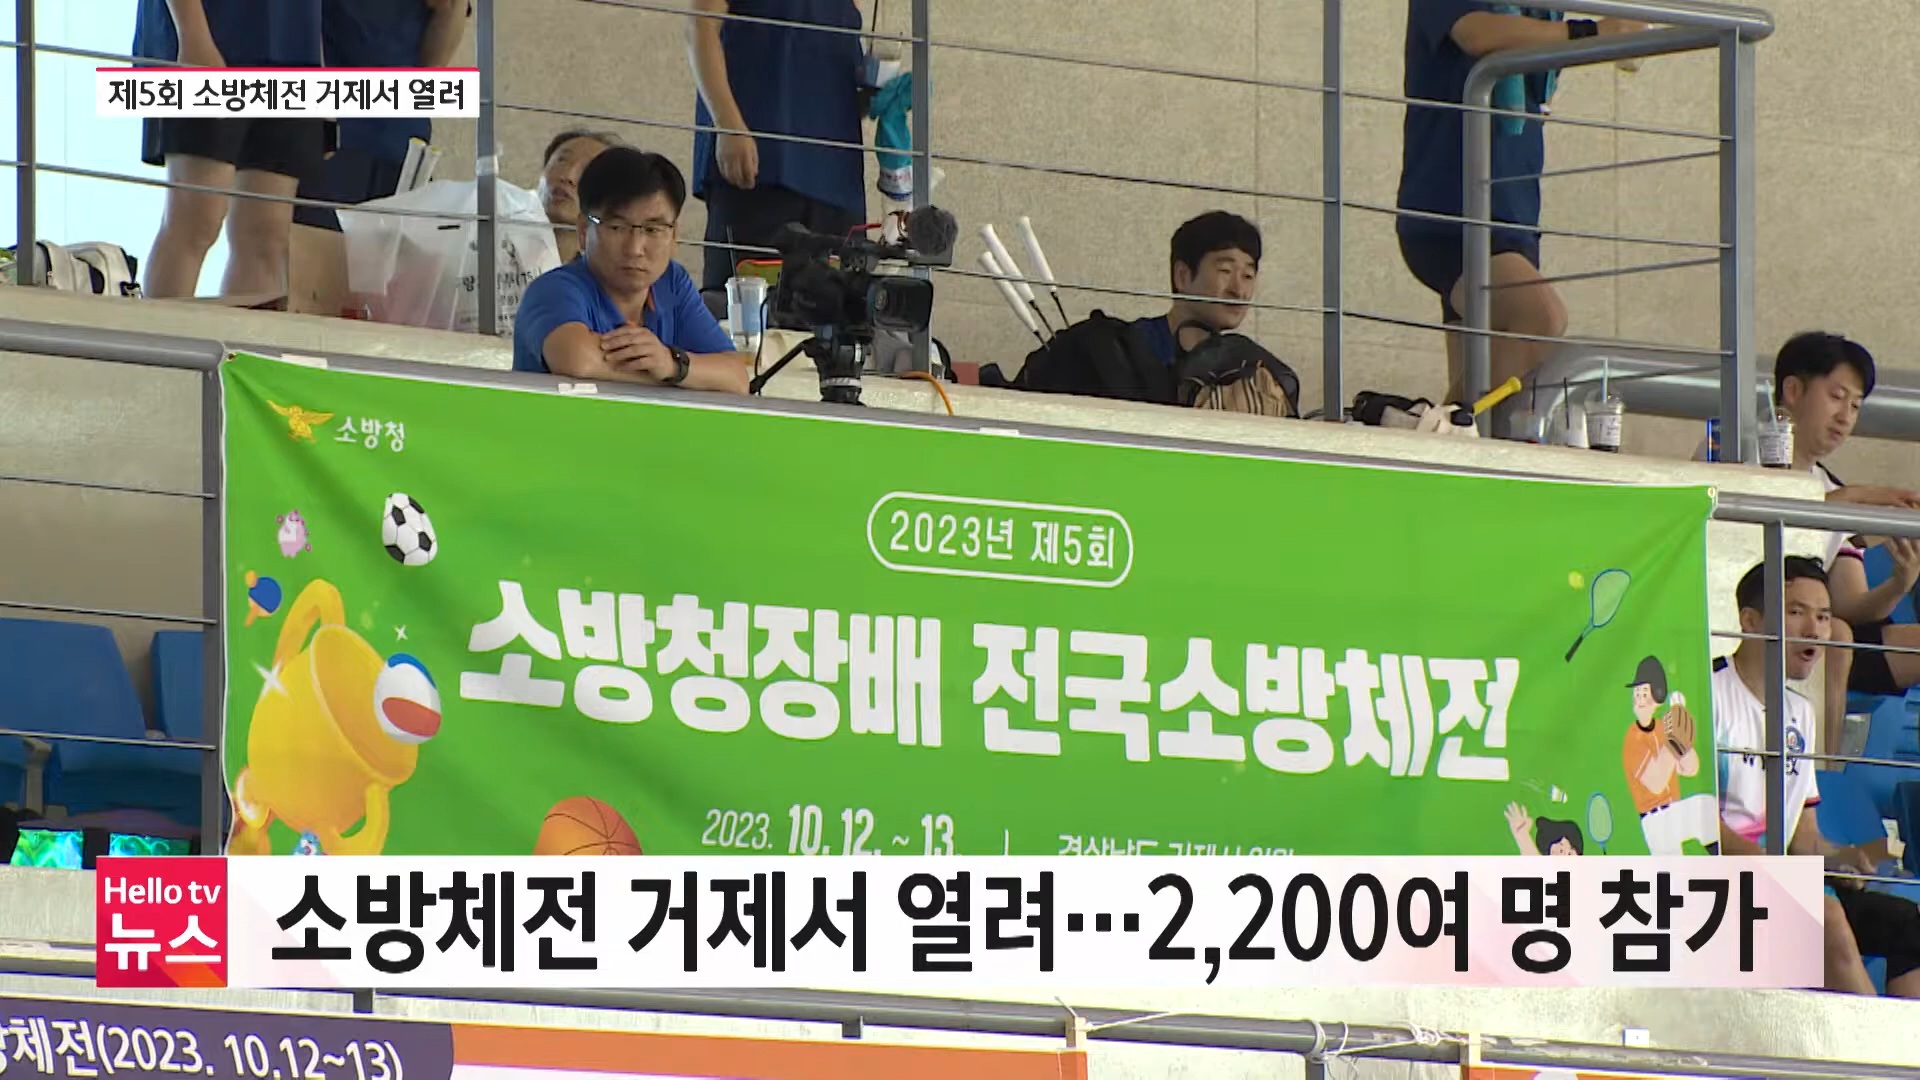 제5회 소방체전 거제서 열려
소방청
2023년 제5회
소방청장배 전국소방체전
2023. 10. 12. ~ 13.
Hello tv
뉴스
소방체전 거제서 열려…2,200여 명 참가
체전(2023. 10.12~13)